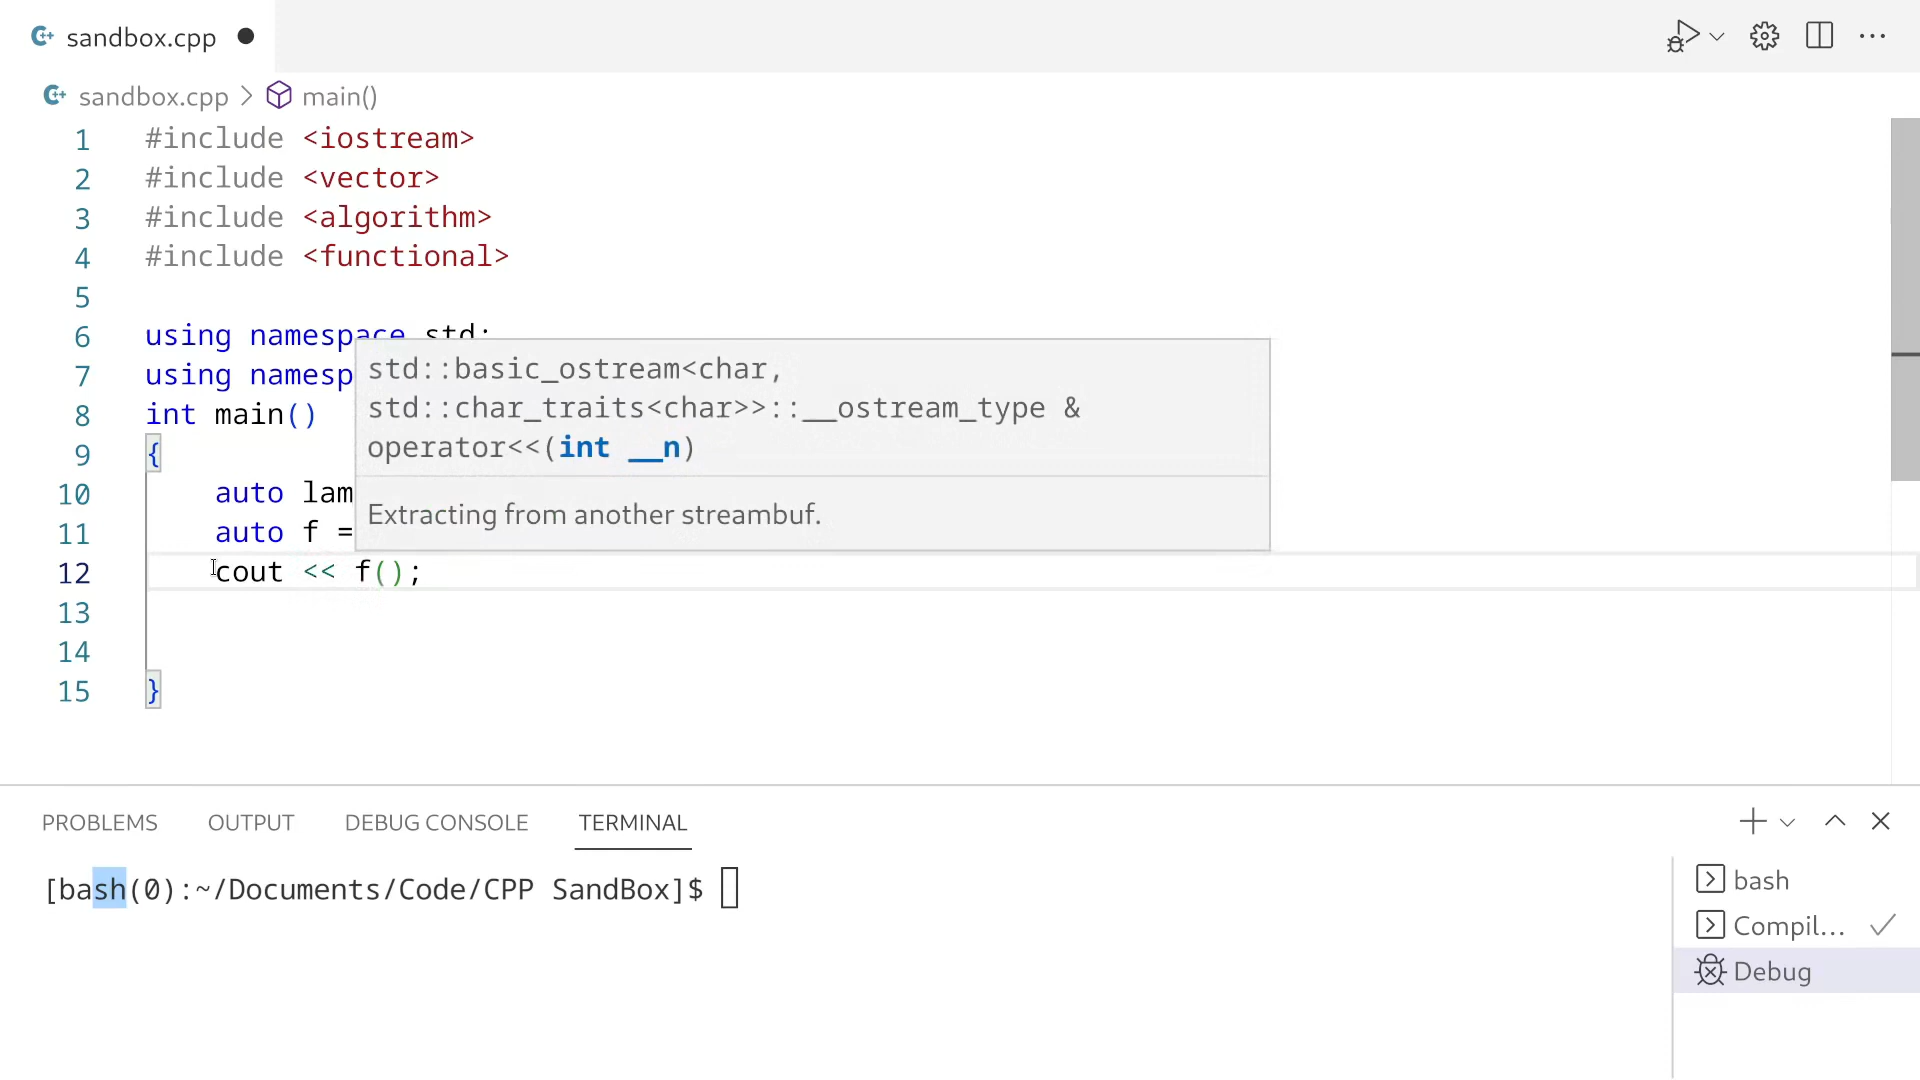 sandbox.cpp
sandbox.cpp > main()
1 #include <iostream>
2 #include <vector>
3 #include <algorithm>
4 #include <functional>
5
6 using namespace std;
7 using namesp
8 int main()
9 {
10 auto lam
11 auto f =
12 cout << f();
13
14
15 }
std::basic_ostream<char,
std::char_traits<char>>::__ostream_type &
operator<<(int __n)
Extracting from another streambuf.
PROBLEMS OUTPUT DEBUG CONSOLE TERMINAL
[bash(0):~/Documents/Code/CPP SandBox]$
bash
Compil...
Debug